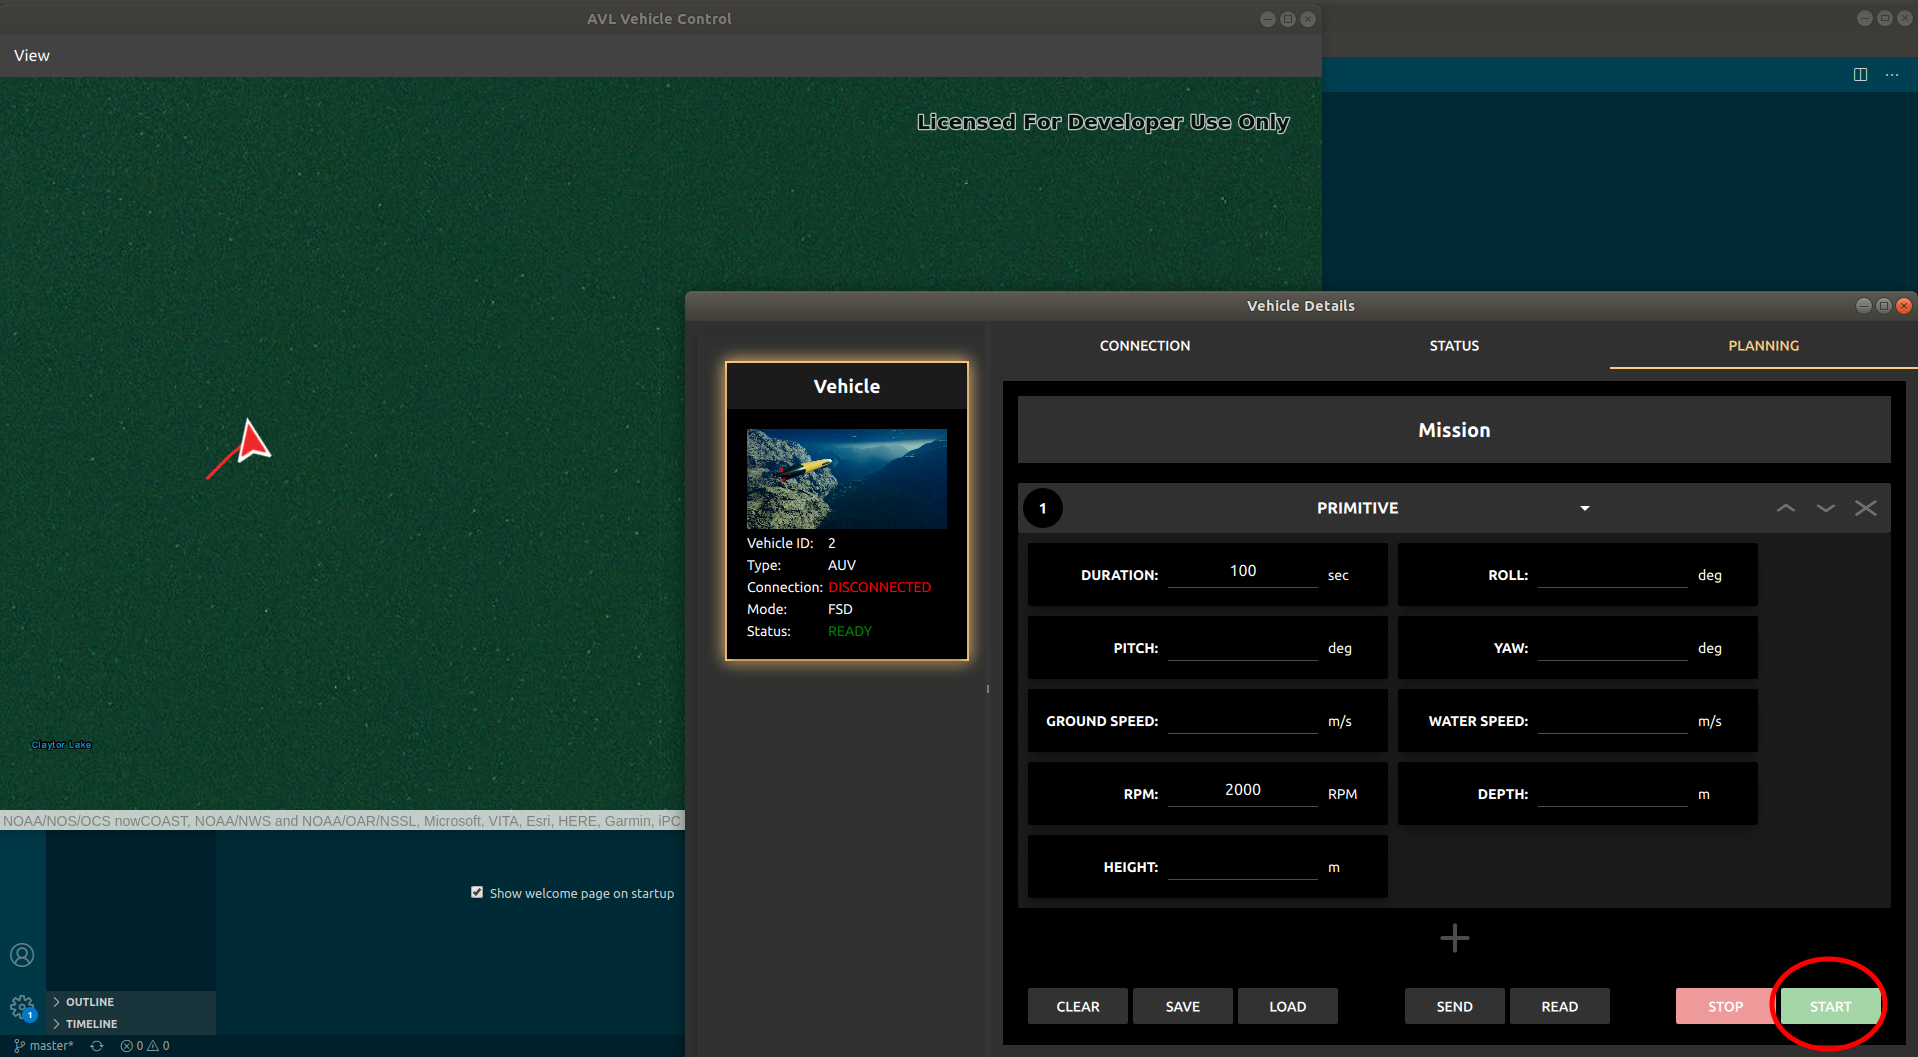 AVL Vehicle Control
View
Licensed For Developer Use Only
Claytor Lake
NOAA/NOS/OCS nowCOAST, NOAA/NWS and NOAA/OAR/NSSL, Microsoft, VITA, Esri, HERE, Garmin, iPC
Show welcome page on startup
OUTLINE
TIMELINE
1
master*
0 0
Vehicle Details
Vehicle
Vehicle ID: 2
Type: AUV
Connection: DISCONNECTED
Mode: FSD
Status: READY
CONNECTION STATUS PLANNING
Mission
1 PRIMITIVE
DURATION: 100 sec ROLL: deg
PITCH: deg YAW: deg
GROUND SPEED: m/s WATER SPEED: m/s
RPM: 2000 RPM DEPTH: m
HEIGHT: m
CLEAR SAVE LOAD SEND READ STOP START